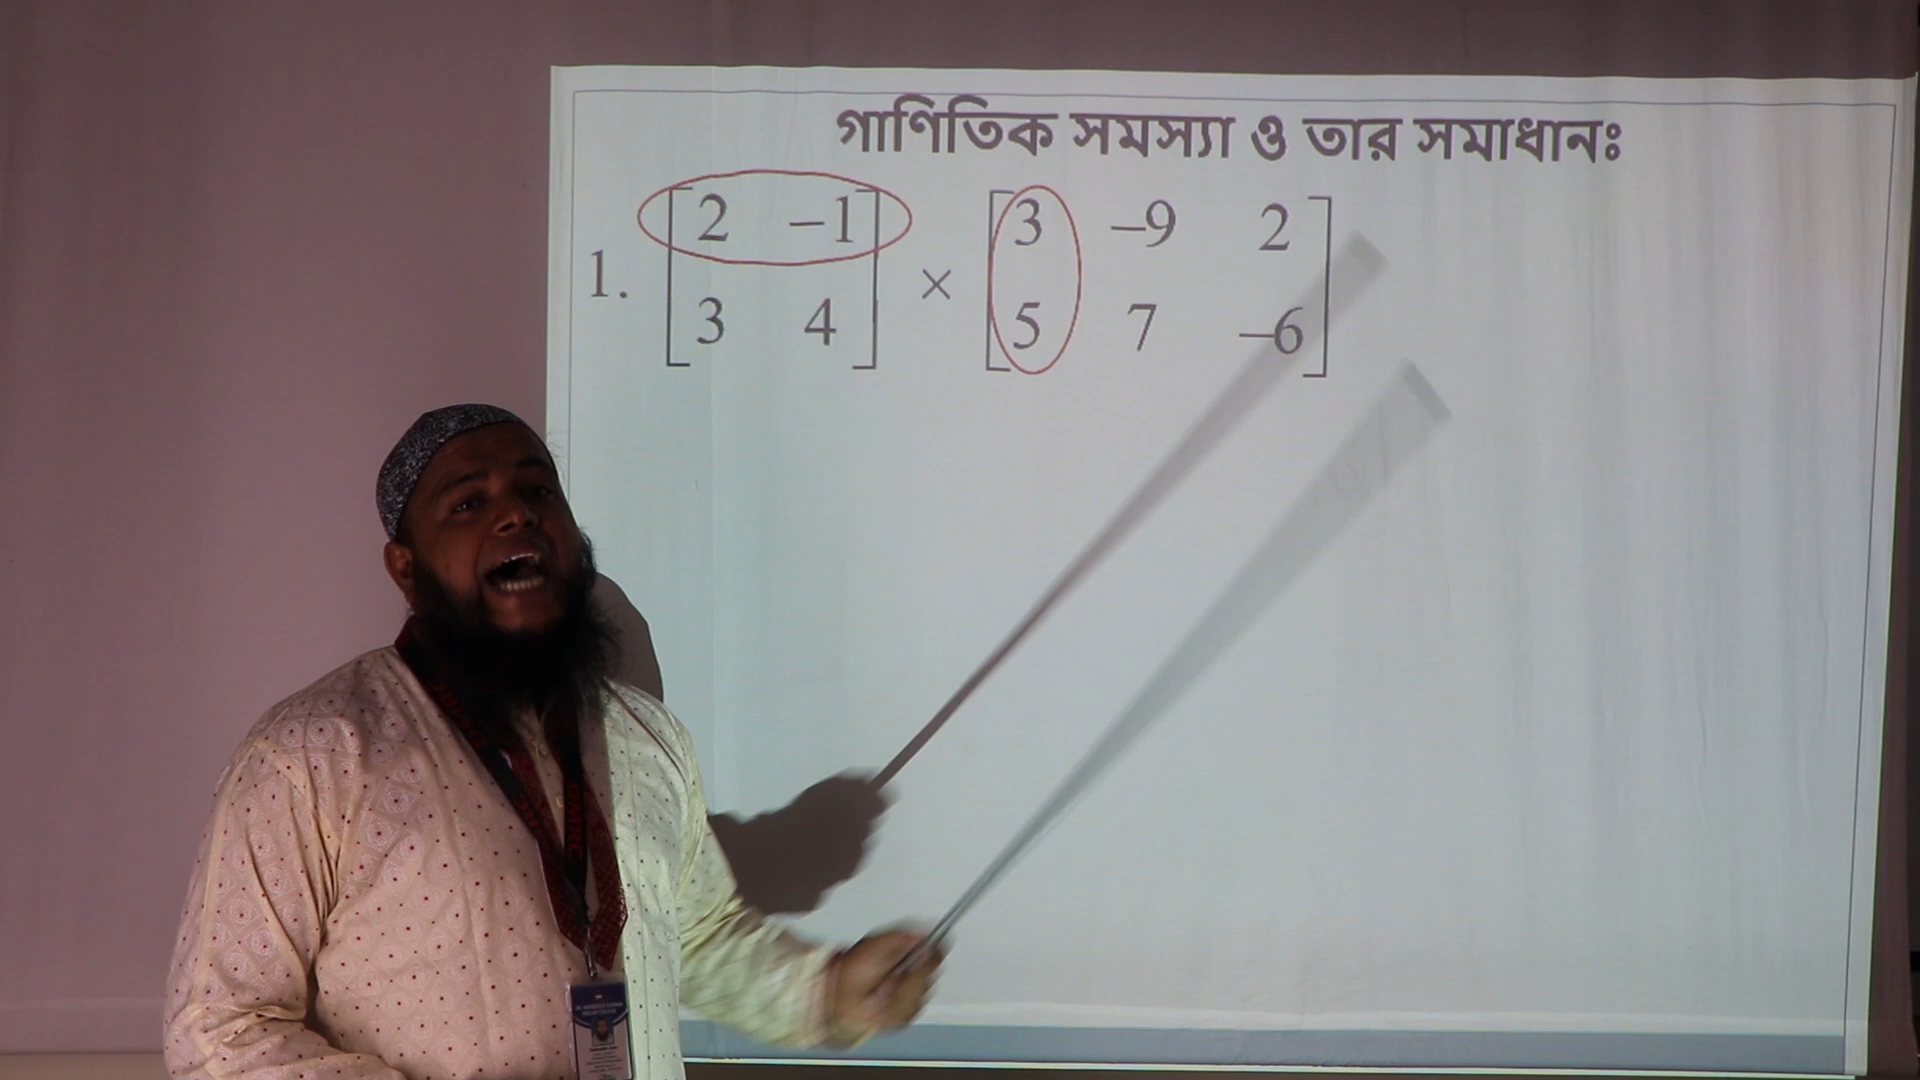 গাণিতিক সমস্যা ও তার সমাধানঃ
1. [2 –1] × [3 –9 2]
[3 4] [5 7 –6]